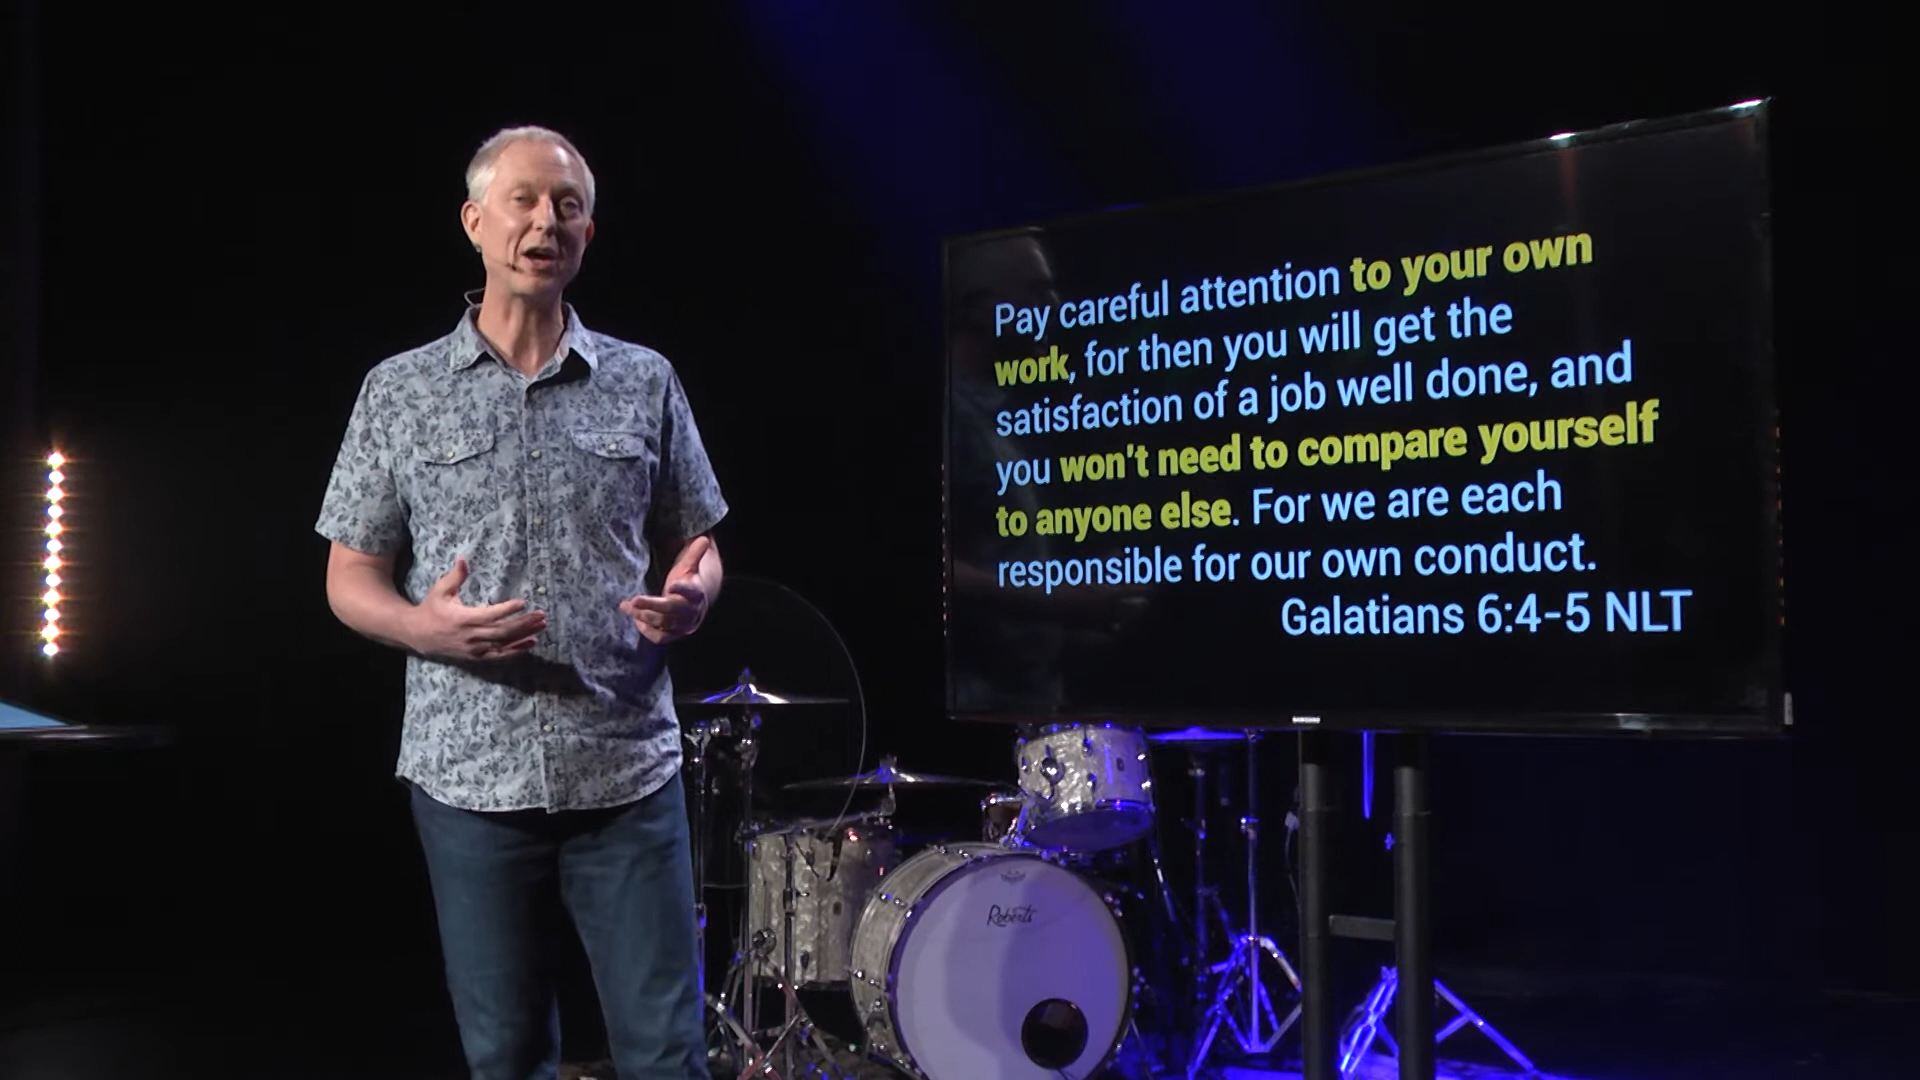 Pay careful attention to your own
work, for then you will get the
satisfaction of a job well done, and
you won't need to compare yourself
to anyone else. For we are each
responsible for our own conduct.
Galatians 6:4-5 NLT
Roberts